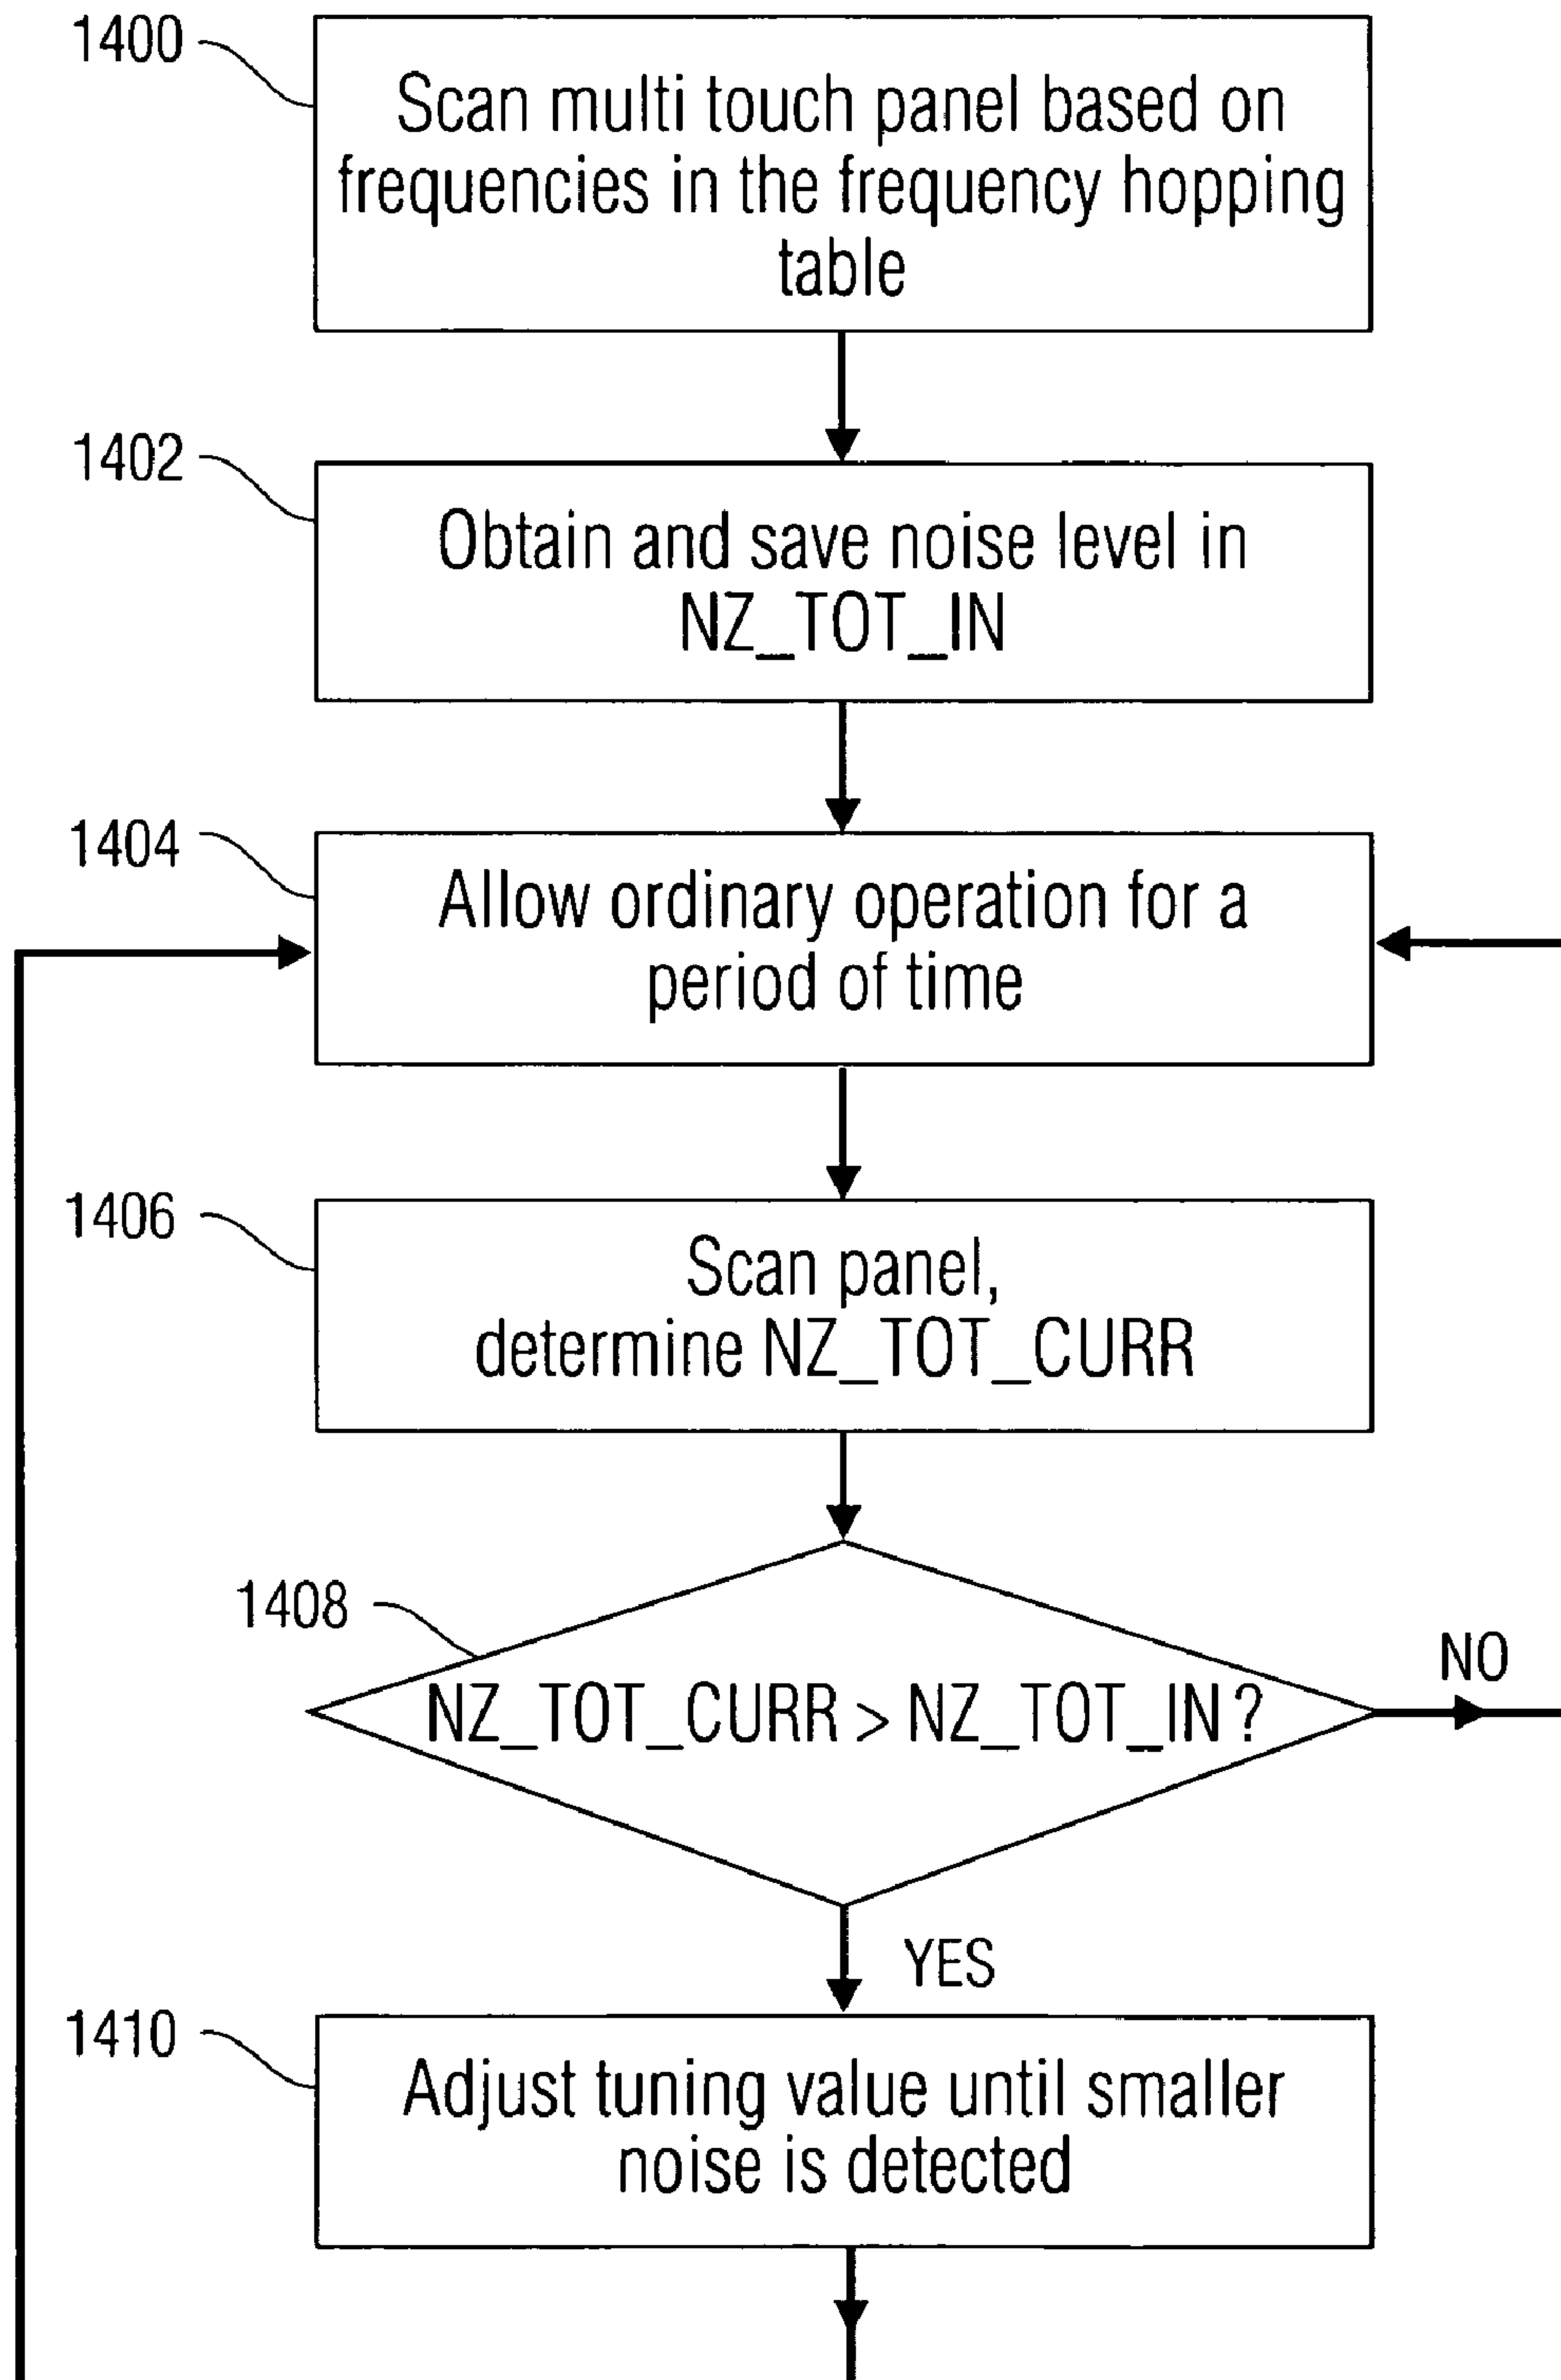 1400
Scan multi touch panel based on
frequencies in the frequency hopping
table
1402
Obtain and save noise level in
NZ_TOT_IN
1404
Allow ordinary operation for a
period of time
1406
Scan panel,
determine NZ_TOT_CURR
1408
NZ_TOT_CURR > NZ_TOT_IN ?
NO
YES
1410
Adjust tuning value until smaller
noise is detected